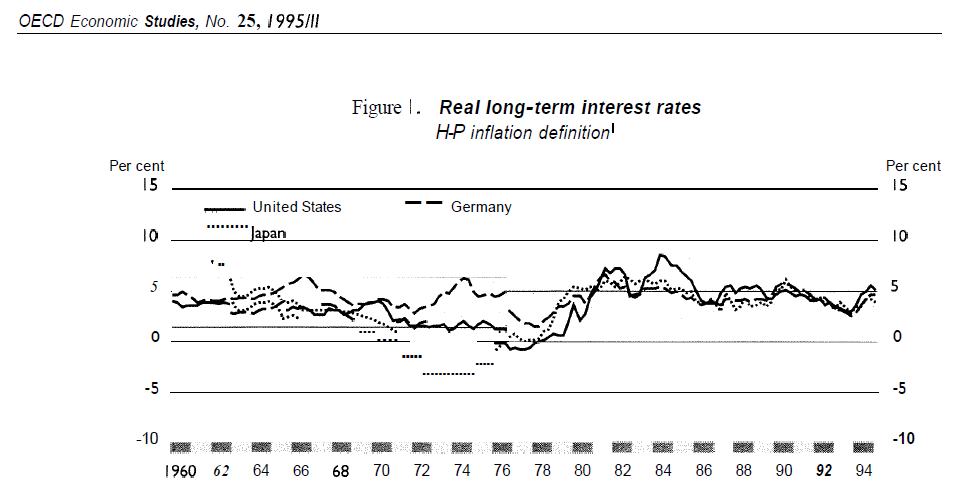 OECD Economic Studies, No. 25, 1995/II
Figure 1. Real long-term interest rates
H-P inflation definition1
Per cent Per cent
15 15
United States Germany
Japan
10 10
5 5
0 0
-5 -5
-10 -10
1960 62 64 66 68 70 72 74 76 78 80 82 84 86 88 90 92 94